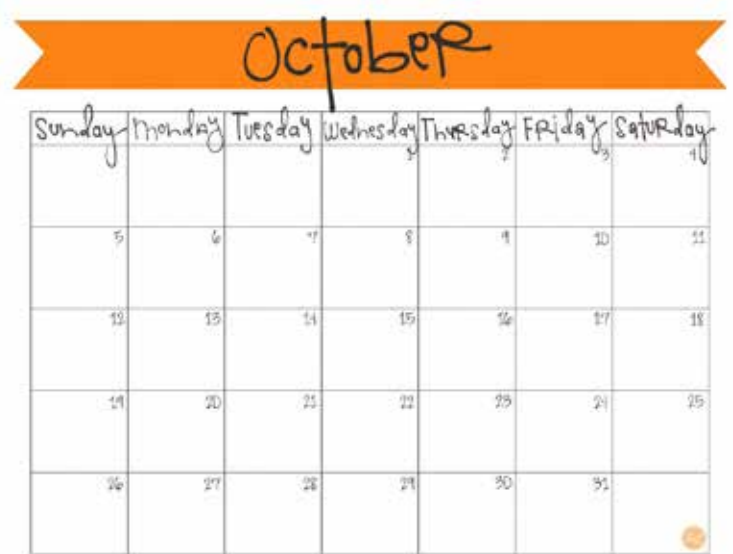 October
Sunday Monday Tuesday Wednesday Thursday Friday Saturday
1 2 3 4
5 6 7 8 9 10 11
12 13 14 15 16 17 18
19 20 21 22 23 24 25
26 27 28 29 30 31